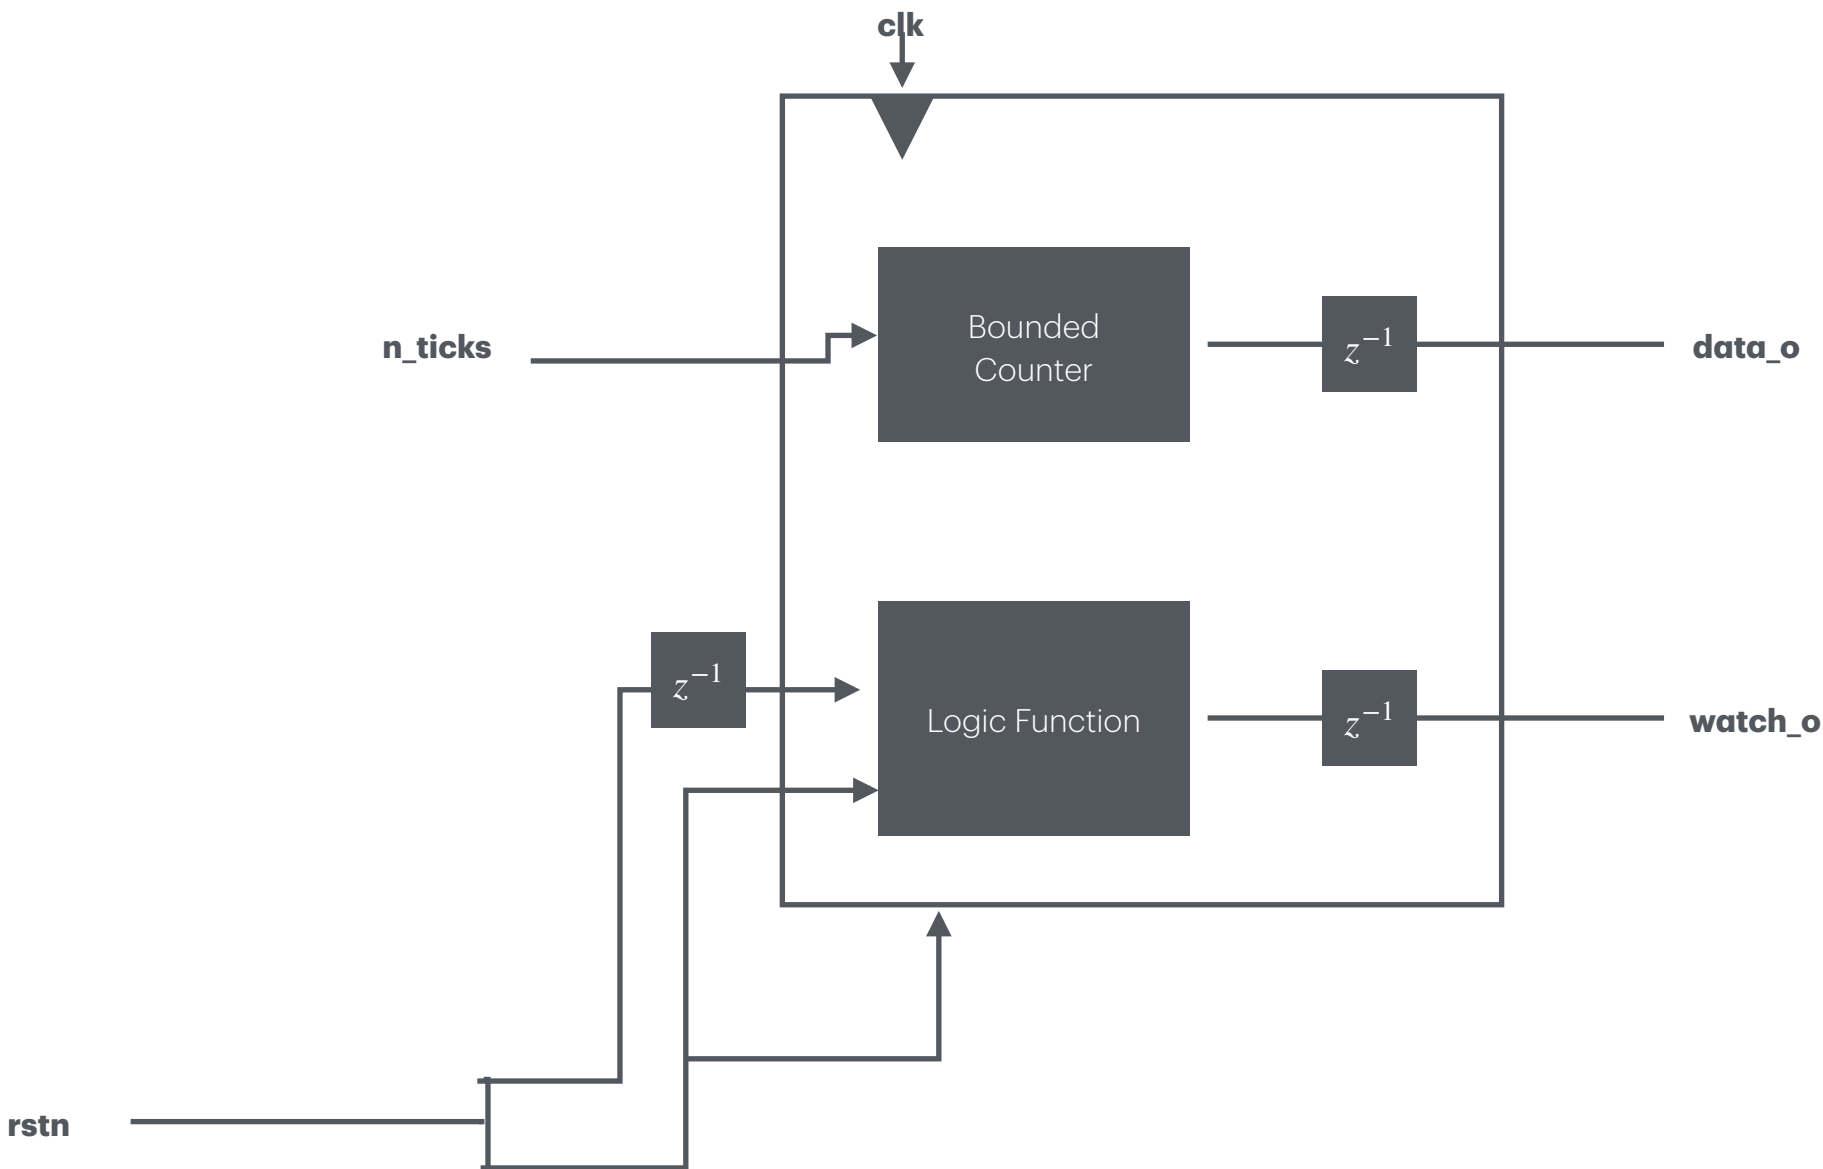 clk
n_ticks
Bounded
Counter
z⁻¹
data_o
z⁻¹
Logic Function
z⁻¹
watch_o
rstn